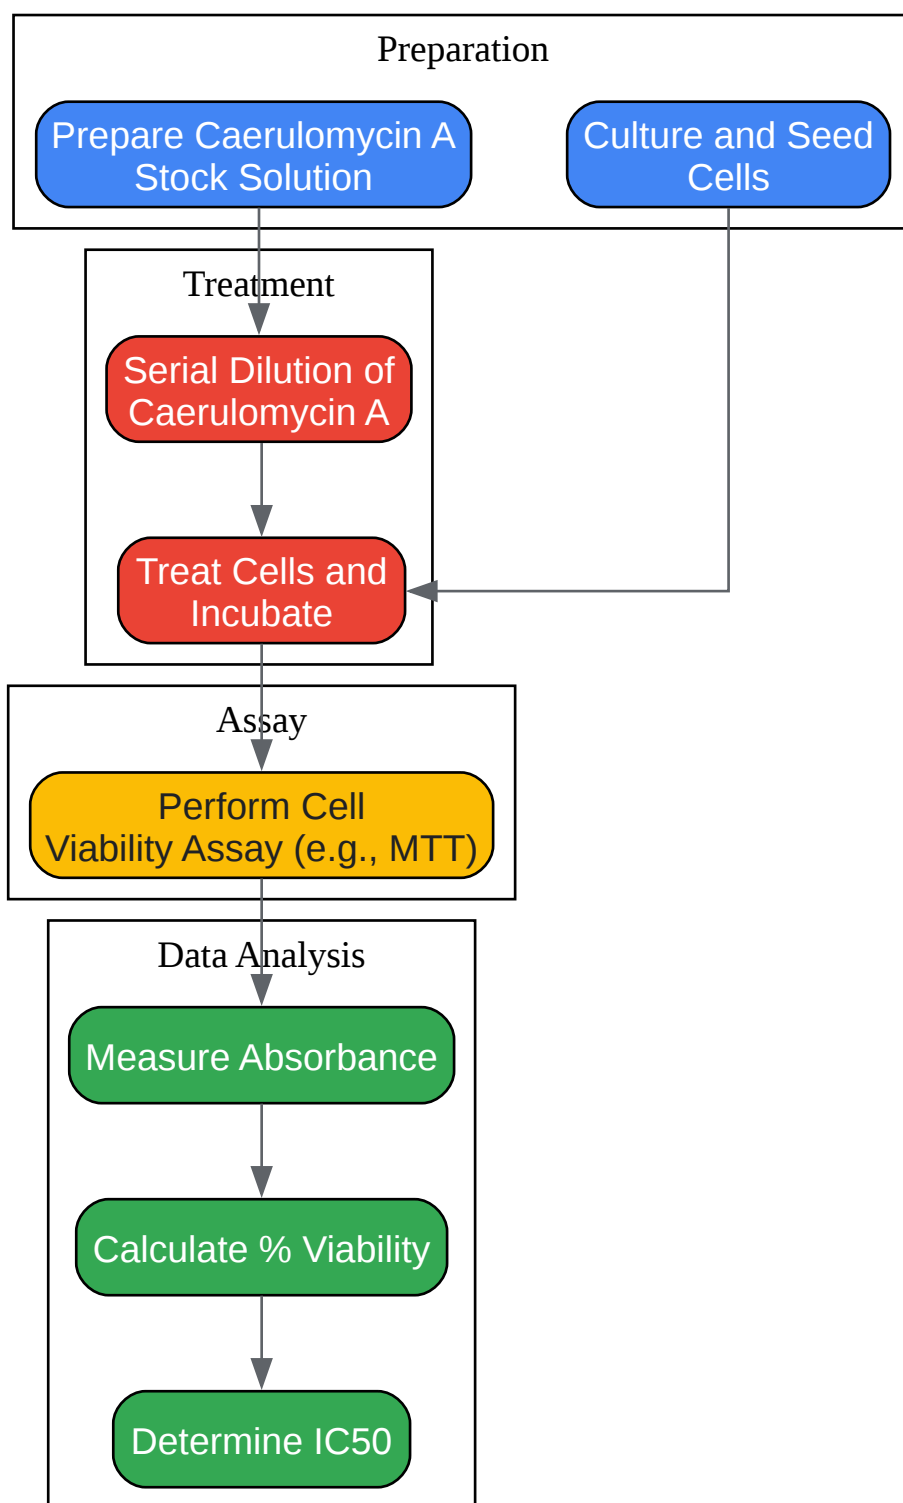 Preparation
Prepare Caerulomycin A
Stock Solution
Culture and Seed
Cells
Treatment
Serial Dilution of
Caerulomycin A
Treat Cells and
Incubate
Assay
Perform Cell
Viability Assay (e.g., MTT)
Data Analysis
Measure Absorbance
Calculate % Viability
Determine IC50